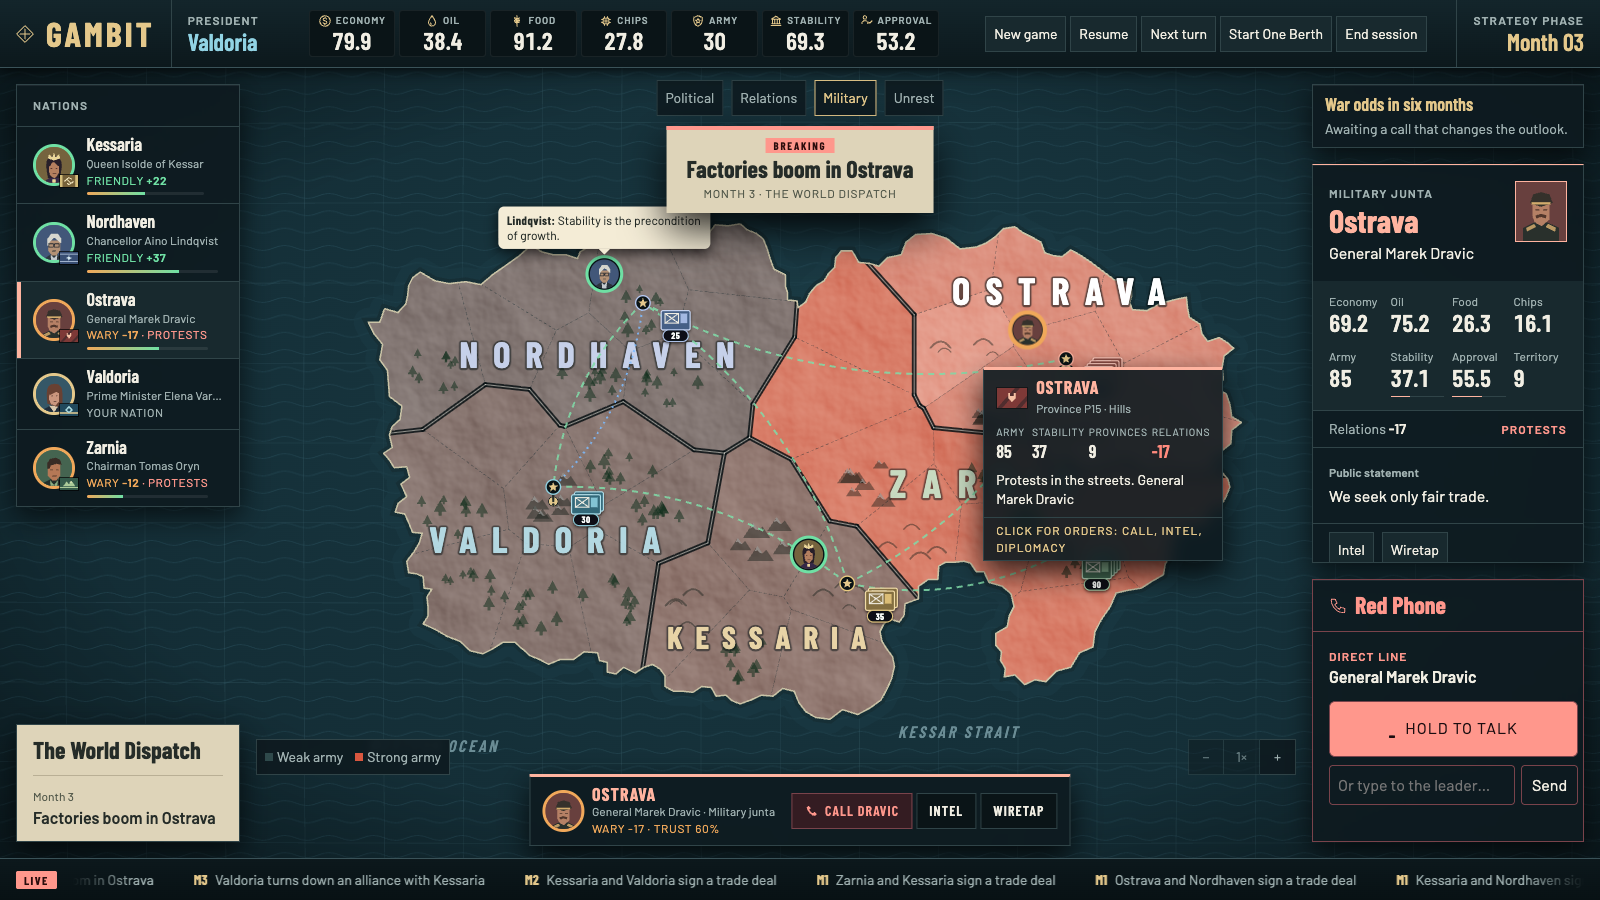 GAMBIT
PRESIDENT
Valdoria
ECONOMY
79.9
OIL
38.4
FOOD
91.2
CHIPS
27.8
ARMY
30
STABILITY
69.3
APPROVAL
53.2
New game
Resume
Next turn
Start One Berth
End session
STRATEGY PHASE
Month 03
NATIONS
Kessaria
Queen Isolde of Kessar
FRIENDLY +22
Nordhaven
Chancellor Aino Lindqvist
FRIENDLY +37
Ostrava
General Marek Dravic
WARY -17 · PROTESTS
Valdoria
Prime Minister Elena Var...
YOUR NATION
Zarnia
Chairman Tomas Oryn
WARY -12 · PROTESTS
Political
Relations
Military
Unrest
BREAKING
Factories boom in Ostrava
MONTH 3 · THE WORLD DISPATCH
Lindqvist: Stability is the precondition
of growth.
OSTRAVA
25
NORDHAVEN
ZAR
30
VALDORIA
35
KESSARIA
90
OSTRAVA
Province P15 · Hills
ARMY STABILITY PROVINCES RELATIONS
85 37 9 -17
Protests in the streets. General
Marek Dravic
CLICK FOR ORDERS: CALL, INTEL,
DIPLOMACY
KESSAR STRAIT
OCEAN
Weak army
Strong army
− 1× +
The World Dispatch
Month 3
Factories boom in Ostrava
OSTRAVA
General Marek Dravic · Military junta
WARY -17 · TRUST 60%
CALL DRAVIC
INTEL
WIRETAP
War odds in six months
Awaiting a call that changes the outlook.
MILITARY JUNTA
Ostrava
General Marek Dravic
Economy Oil Food Chips
69.2 75.2 26.3 16.1
Army Stability Approval Territory
85 37.1 55.5 9
Relations -17
PROTESTS
Public statement
We seek only fair trade.
Intel
Wiretap
Red Phone
DIRECT LINE
General Marek Dravic
HOLD TO TALK
Or type to the leader...
Send
LIVE
m in Ostrava
M3 Valdoria turns down an alliance with Kessaria
M2 Kessaria and Valdoria sign a trade deal
M1 Zarnia and Kessaria sign a trade deal
M1 Ostrava and Nordhaven sign a trade deal
M1 Kessaria and Nordhaven sig